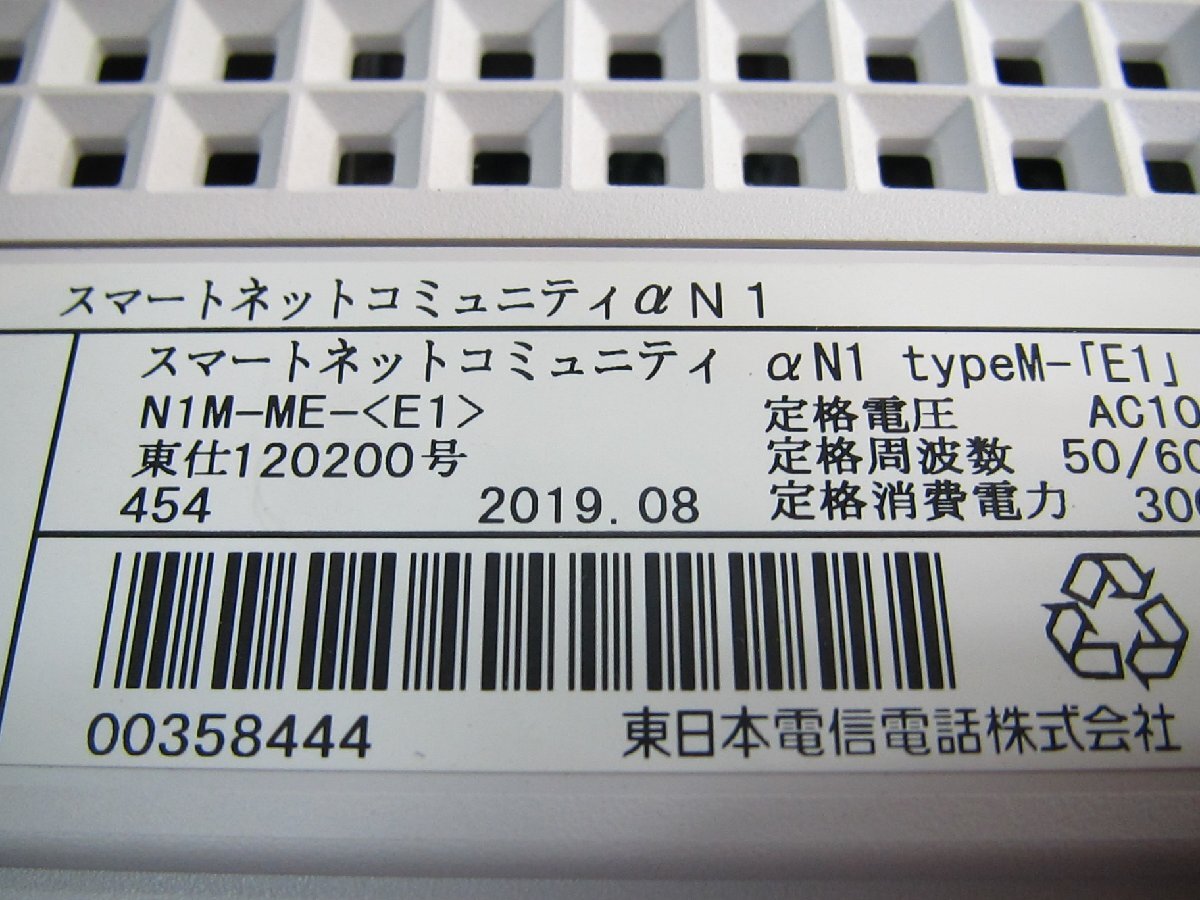 スマートネットコミュニティαN1
スマートネットコミュニティ αN1 typeM-「E1」
N1M-ME-<E1> 定格電圧 AC10
東仕120200号 定格周波数 50/60
454 2019.08 定格消費電力 300
00358444 東日本電信電話株式会社